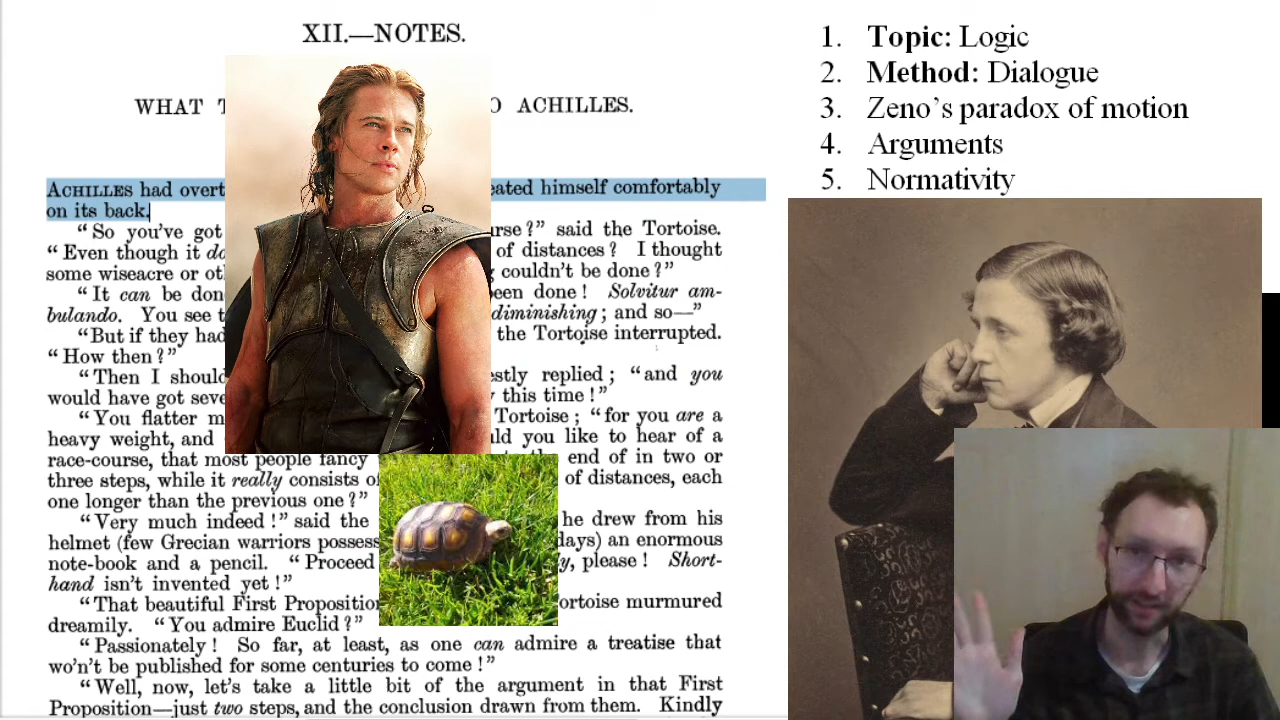 XII.—NOTES.
WHAT T O ACHILLES.
ACHILLES had overt eated himself comfortably
on its back.
“So you've got urse?” said the Tortoise.
“Even though it do of distances? I thought
some wiseacre or ot g couldn't be done?”
“It can be don een done! Solvitur am-
bulando. You see t diminishing; and so—”
“But if they had the Tortoise interrupted.
“How then?”
“Then I should estly replied; “and you
would have got seve this time!”
“You flatter m Tortoise; “for you are a
heavy weight, and ld you like to hear of a
race-course, that most people fancy the end of in two or
three steps, while it really consists of of distances, each
one longer than the previous one?”
“Very much indeed!” said the he drew from his
helmet (few Grecian warriors possess days) an enormous
note-book and a pencil. “Proceed y, please! Short-
hand isn't invented yet!”
“That beautiful First Proposition ortoise murmured
dreamily. “You admire Euclid?”
“Passionately! So far, at least, as one can admire a treatise that
wo'n't be published for some centuries to come!”
“Well, now, let's take a little bit of the argument in that First
Proposition—just two steps, and the conclusion drawn from them. Kindly
1. Topic: Logic
2. Method: Dialogue
3. Zeno’s paradox of motion
4. Arguments
5. Normativity